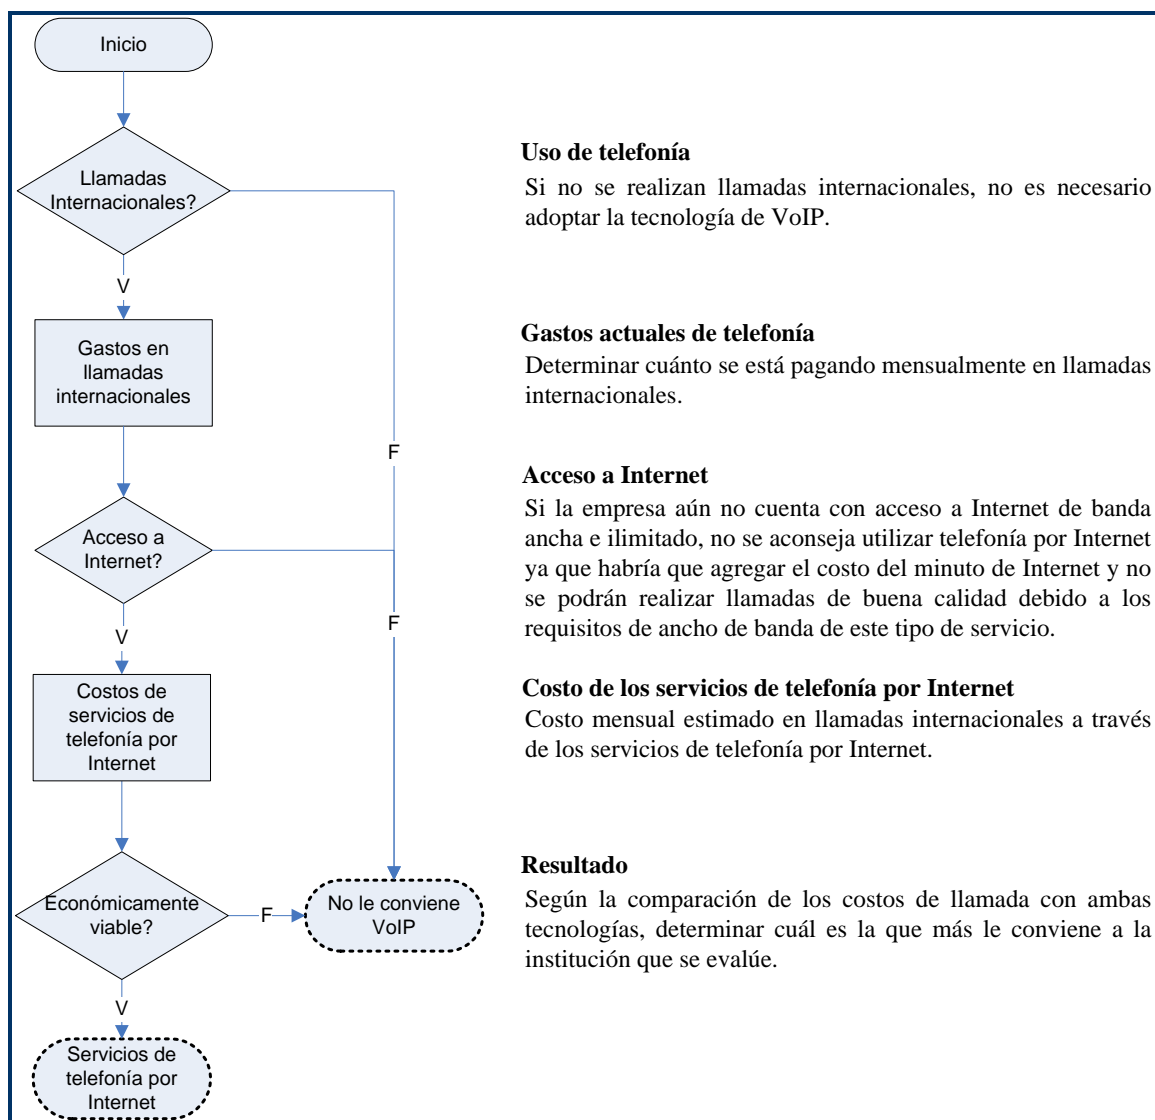 Inicio
Llamadas
Internacionales?
V
Gastos en
llamadas
internacionales
F
Acceso a
Internet?
F
V
Costos de
servicios de
telefonía por
Internet
Económicamente
viable?
F
No le conviene
VoIP
V
Servicios de
telefonía por
Internet
Uso de telefonía
Si no se realizan llamadas internacionales, no es necesario
adoptar la tecnología de VoIP.
Gastos actuales de telefonía
Determinar cuánto se está pagando mensualmente en llamadas
internacionales.
Acceso a Internet
Si la empresa aún no cuenta con acceso a Internet de banda
ancha e ilimitado, no se aconseja utilizar telefonía por Internet
ya que habría que agregar el costo del minuto de Internet y no
se podrán realizar llamadas de buena calidad debido a los
requisitos de ancho de banda de este tipo de servicio.
Costo de los servicios de telefonía por Internet
Costo mensual estimado en llamadas internacionales a través
de los servicios de telefonía por Internet.
Resultado
Según la comparación de los costos de llamada con ambas
tecnologías, determinar cuál es la que más le conviene a la
institución que se evalúe.